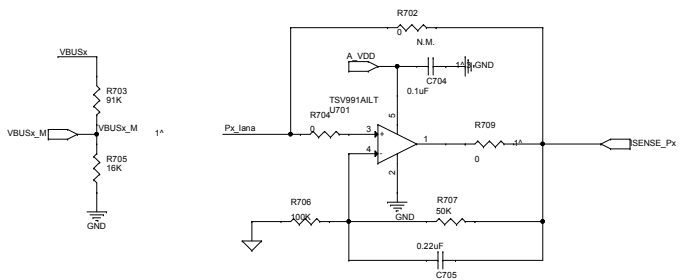 R702
0
N.M.
VBUSx
A_VDD
1^
GND
C704
0.1uF
R703
91K
TSV991AILT
U701
R704
0
5
VBUSx_M
VBUSx_M
1^
Px_Iana
3
+
4
-
1
2
R709
0
1^
ISENSE_Px
R705
16K
GND
GND
R706
100K
R707
50K
0.22uF
C705